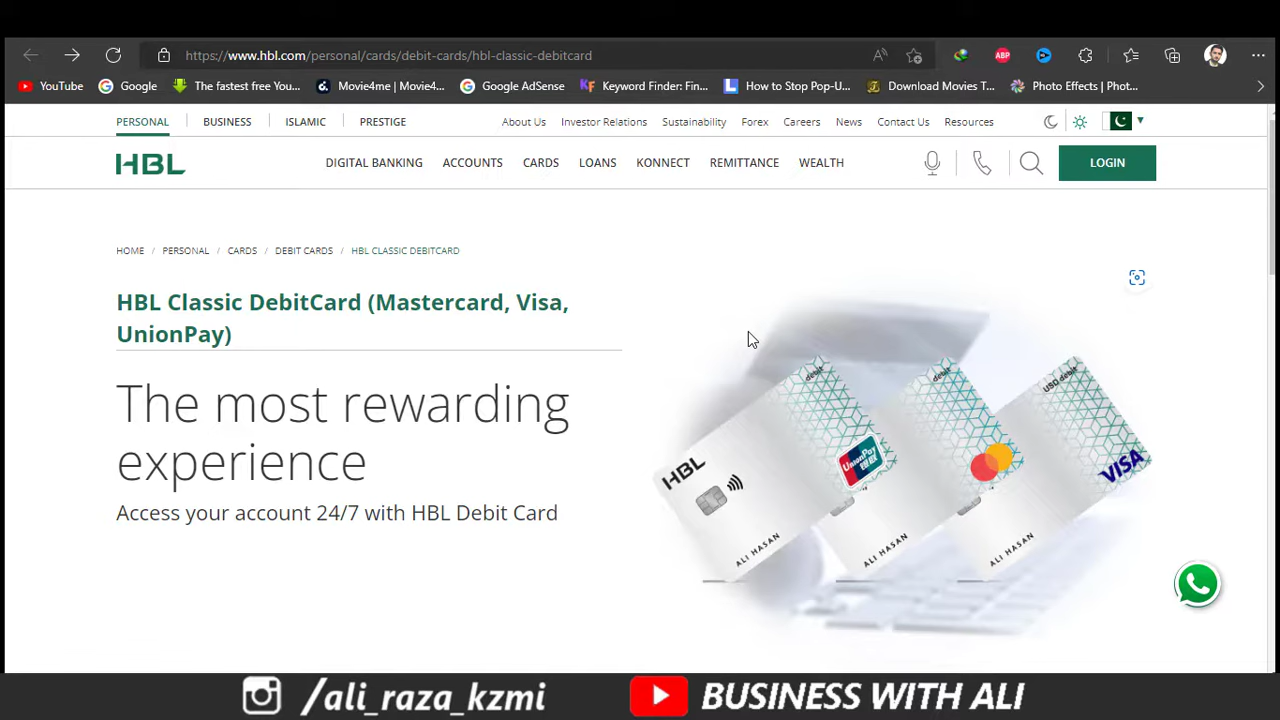 https://www.hbl.com/personal/cards/debit-cards/hbl-classic-debitcard
YouTube Google The fastest free You... Movie4me | Movie4... Google AdSense Keyword Finder: Fin... How to Stop Pop-U... Download Movies T... Photo Effects | Phot...
PERSONAL BUSINESS ISLAMIC PRESTIGE About Us Investor Relations Sustainability Forex Careers News Contact Us Resources
HBL DIGITAL BANKING ACCOUNTS CARDS LOANS KONNECT REMITTANCE WEALTH LOGIN
HOME / PERSONAL / CARDS / DEBIT CARDS / HBL CLASSIC DEBITCARD
HBL Classic DebitCard (Mastercard, Visa,
UnionPay)
The most rewarding
experience
Access your account 24/7 with HBL Debit Card
HBL
debit
UnionPay
ALI HASAN
debit
ALI HASAN
USD debit
VISA
ALI HASAN
/ali_raza_kzmi BUSINESS WITH ALI